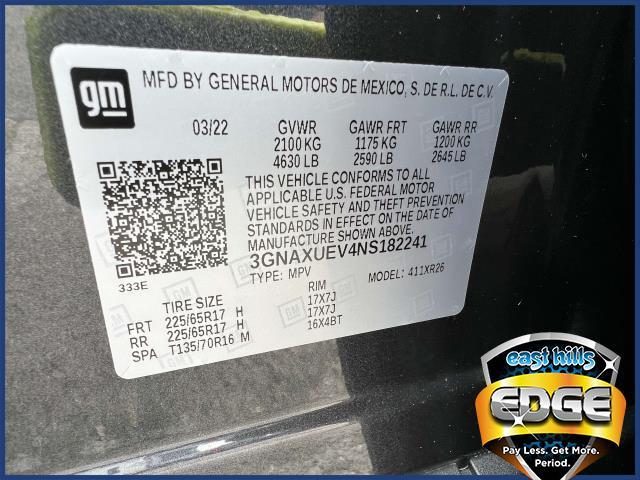 gm
MFD BY GENERAL MOTORS DE MEXICO, S. DE R.L. DE C.V.
03/22 GVWR GAWR FRT GAWR RR
2100 KG 1175 KG 1200 KG
4630 LB 2590 LB 2645 LB
THIS VEHICLE CONFORMS TO ALL
APPLICABLE U.S. FEDERAL MOTOR
VEHICLE SAFETY AND THEFT PREVENTION
STANDARDS IN EFFECT ON THE DATE OF
MANUFACTURE SHOWN ABOVE.
3GNAXUEV4NS182241
333E TYPE: MPV MODEL: 411XR26
TIRE SIZE RIM
FRT 225/65R17 H 17X7J
RR 225/65R17 H 17X7J
SPA T135/70R16 M 16X4BT
east hills
EDGE
Pay Less. Get More.
Period.